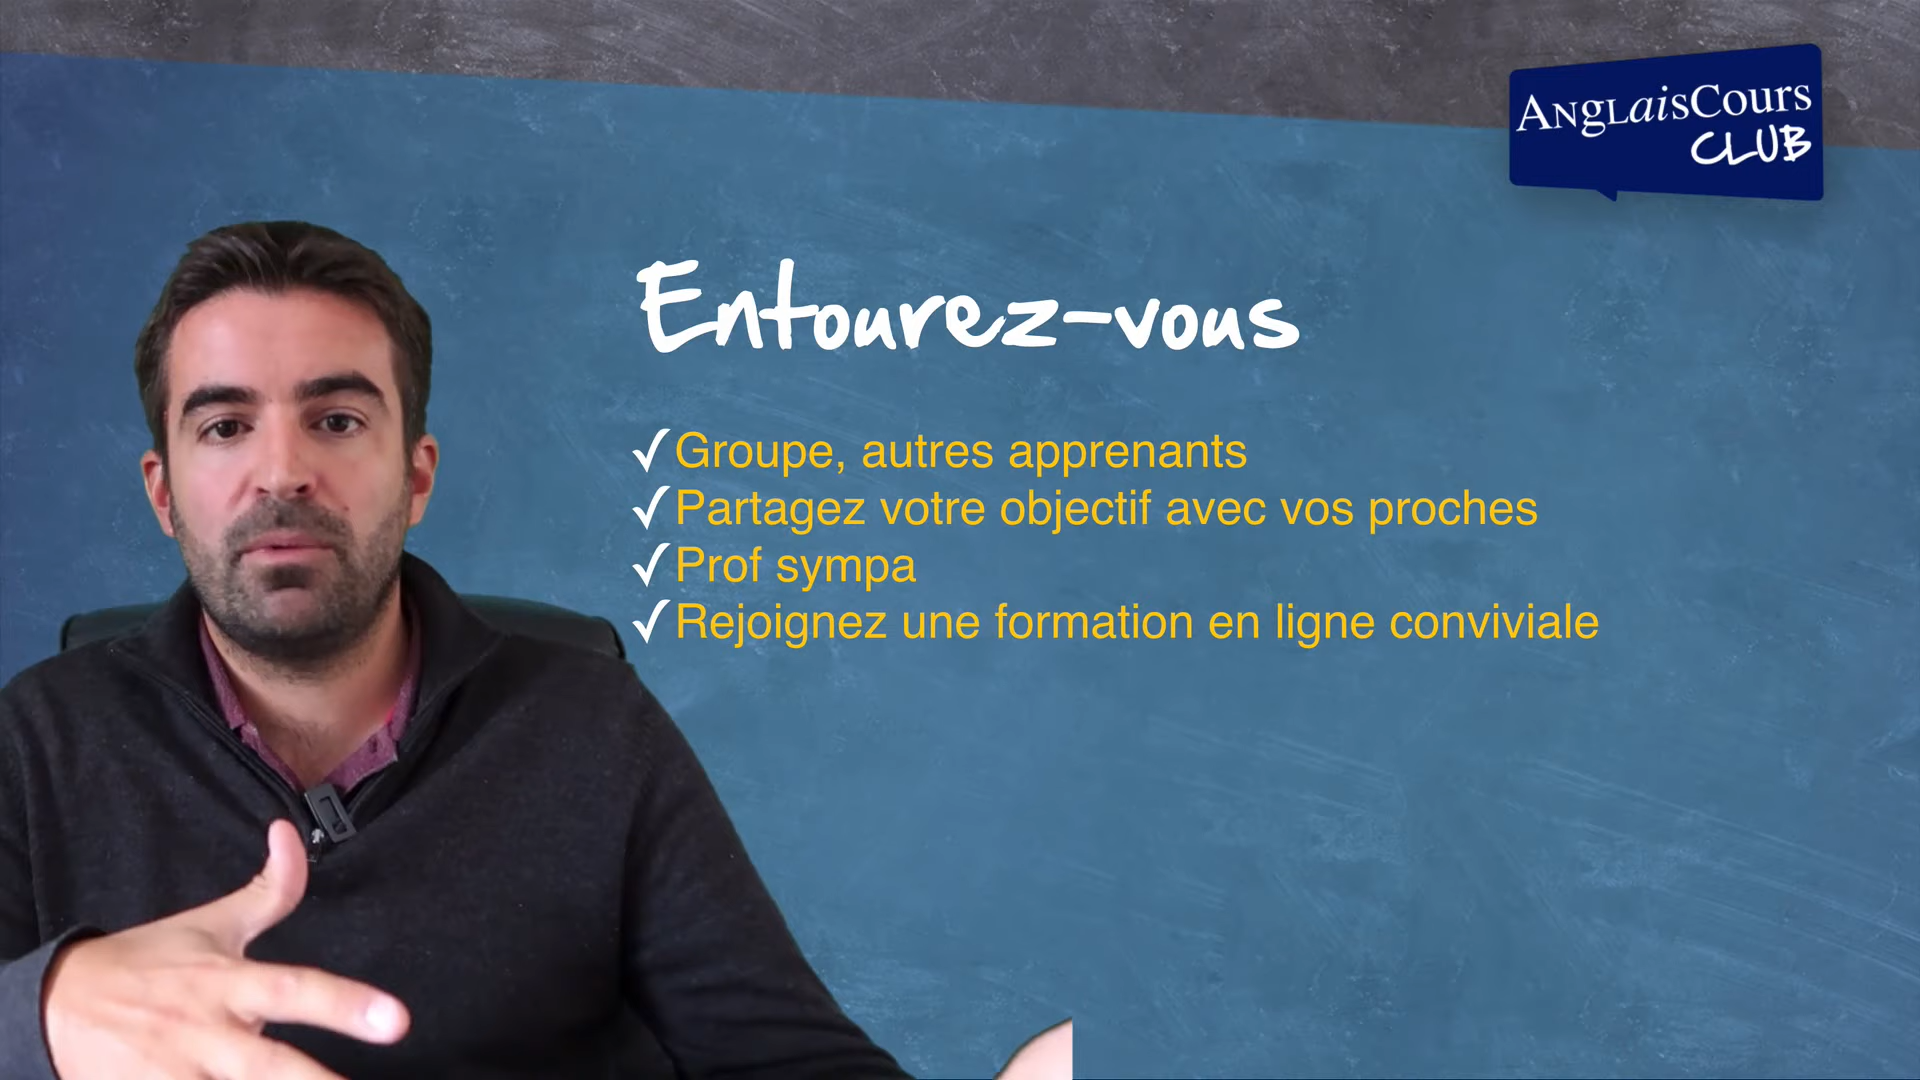 AnglaisCours
CLUB
Entourez-vous
✓Groupe, autres apprenants
✓Partagez votre objectif avec vos proches
✓Prof sympa
✓Rejoignez une formation en ligne conviviale